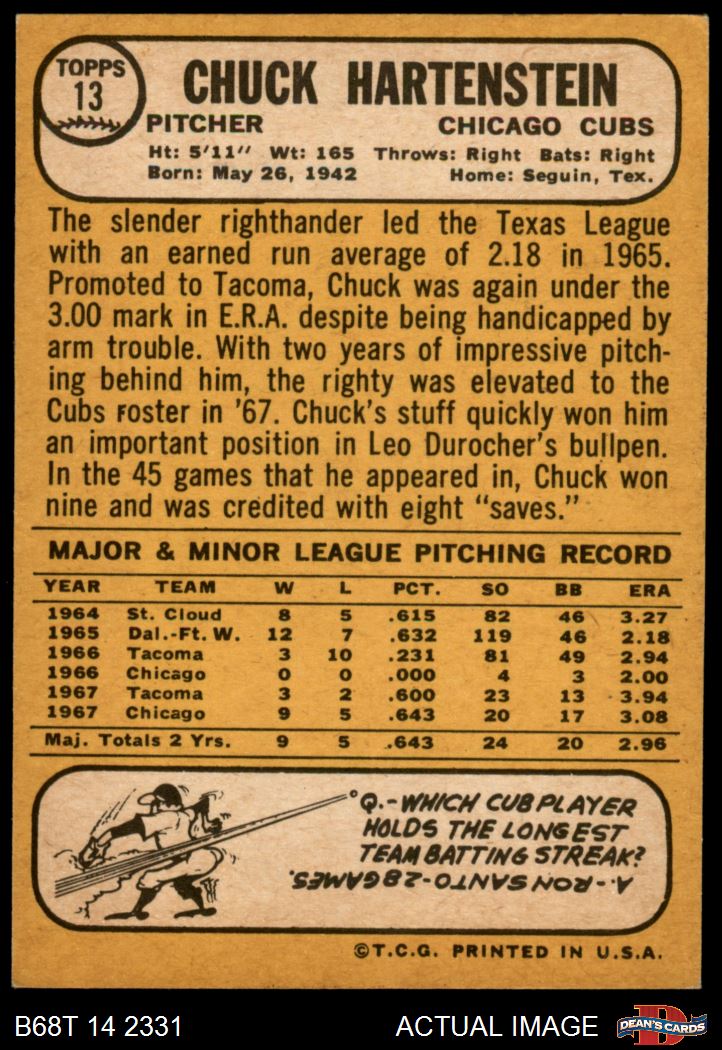 TOPPS
13
CHUCK HARTENSTEIN
PITCHER CHICAGO CUBS
Ht: 5'11" Wt: 165 Throws: Right Bats: Right
Born: May 26, 1942 Home: Seguin, Tex.
The slender righthander led the Texas League
with an earned run average of 2.18 in 1965.
Promoted to Tacoma, Chuck was again under the
3.00 mark in E.R.A. despite being handicapped by
arm trouble. With two years of impressive pitch-
ing behind him, the righty was elevated to the
Cubs Foster in '67. Chuck's stuff quickly won him
an important position in Leo Durocher's bullpen.
In the 45 games that he appeared in, Chuck won
nine and was credited with eight "saves."
MAJOR & MINOR LEAGUE PITCHING RECORD
YEAR TEAM W L PCT. SO BB ERA
1964 St. Cloud 8 5 .615 82 46 3.27
1965 Dal.-Ft. W. 12 7 .632 119 46 2.18
1966 Tacoma 3 10 .231 81 49 2.94
1966 Chicago 0 0 .000 4 3 2.00
1967 Tacoma 3 2 .600 23 13 3.94
1967 Chicago 9 5 .643 20 17 3.08
Maj. Totals 2 Yrs. 9 5 .643 24 20 2.96
Q.-WHICH CUB PLAYER
HOLDS THE LONGEST
TEAM BATTING STREAK?
A.-RON SANTO-28 GAMES.
©T.C.G. PRINTED IN U.S.A.
B68T 14 2331 ACTUAL IMAGE
D
DEAN'S CARDS